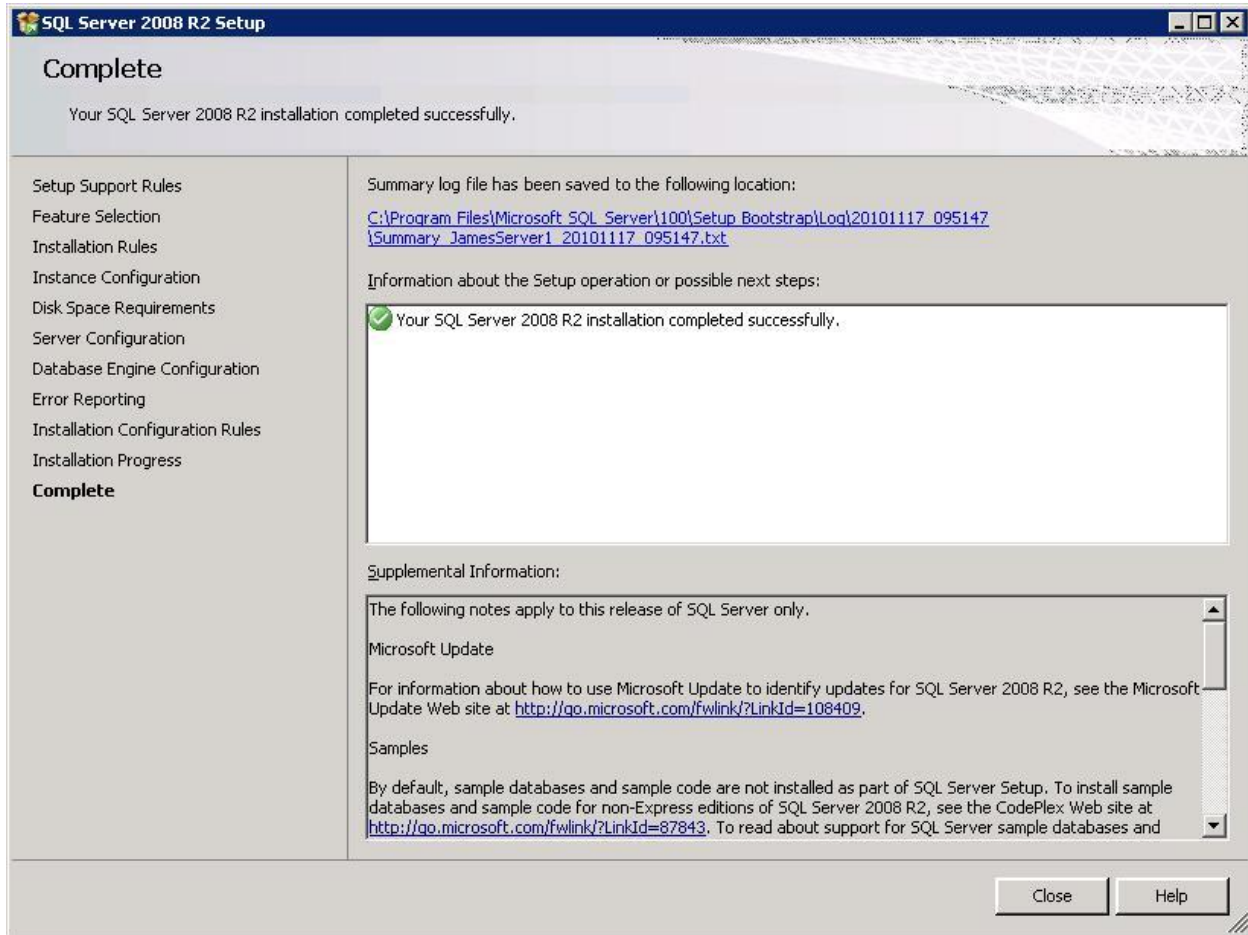 SQL Server 2008 R2 Setup
Complete
Your SQL Server 2008 R2 installation completed successfully.
Setup Support Rules
Feature Selection
Installation Rules
Instance Configuration
Disk Space Requirements
Server Configuration
Database Engine Configuration
Error Reporting
Installation Configuration Rules
Installation Progress
Complete
Summary log file has been saved to the following location:
C:\Program Files\Microsoft SQL Server\100\Setup Bootstrap\Log\20101117_095147
\Summary_JamesServer1_20101117_095147.txt
Information about the Setup operation or possible next steps:
Your SQL Server 2008 R2 installation completed successfully.
Supplemental Information:
The following notes apply to this release of SQL Server only.
Microsoft Update
For information about how to use Microsoft Update to identify updates for SQL Server 2008 R2, see the Microsoft
Update Web site at http://go.microsoft.com/fwlink/?LinkId=108409.
Samples
By default, sample databases and sample code are not installed as part of SQL Server Setup. To install sample
databases and sample code for non-Express editions of SQL Server 2008 R2, see the CodePlex Web site at
http://go.microsoft.com/fwlink/?LinkId=87843. To read about support for SQL Server sample databases and
Close
Help